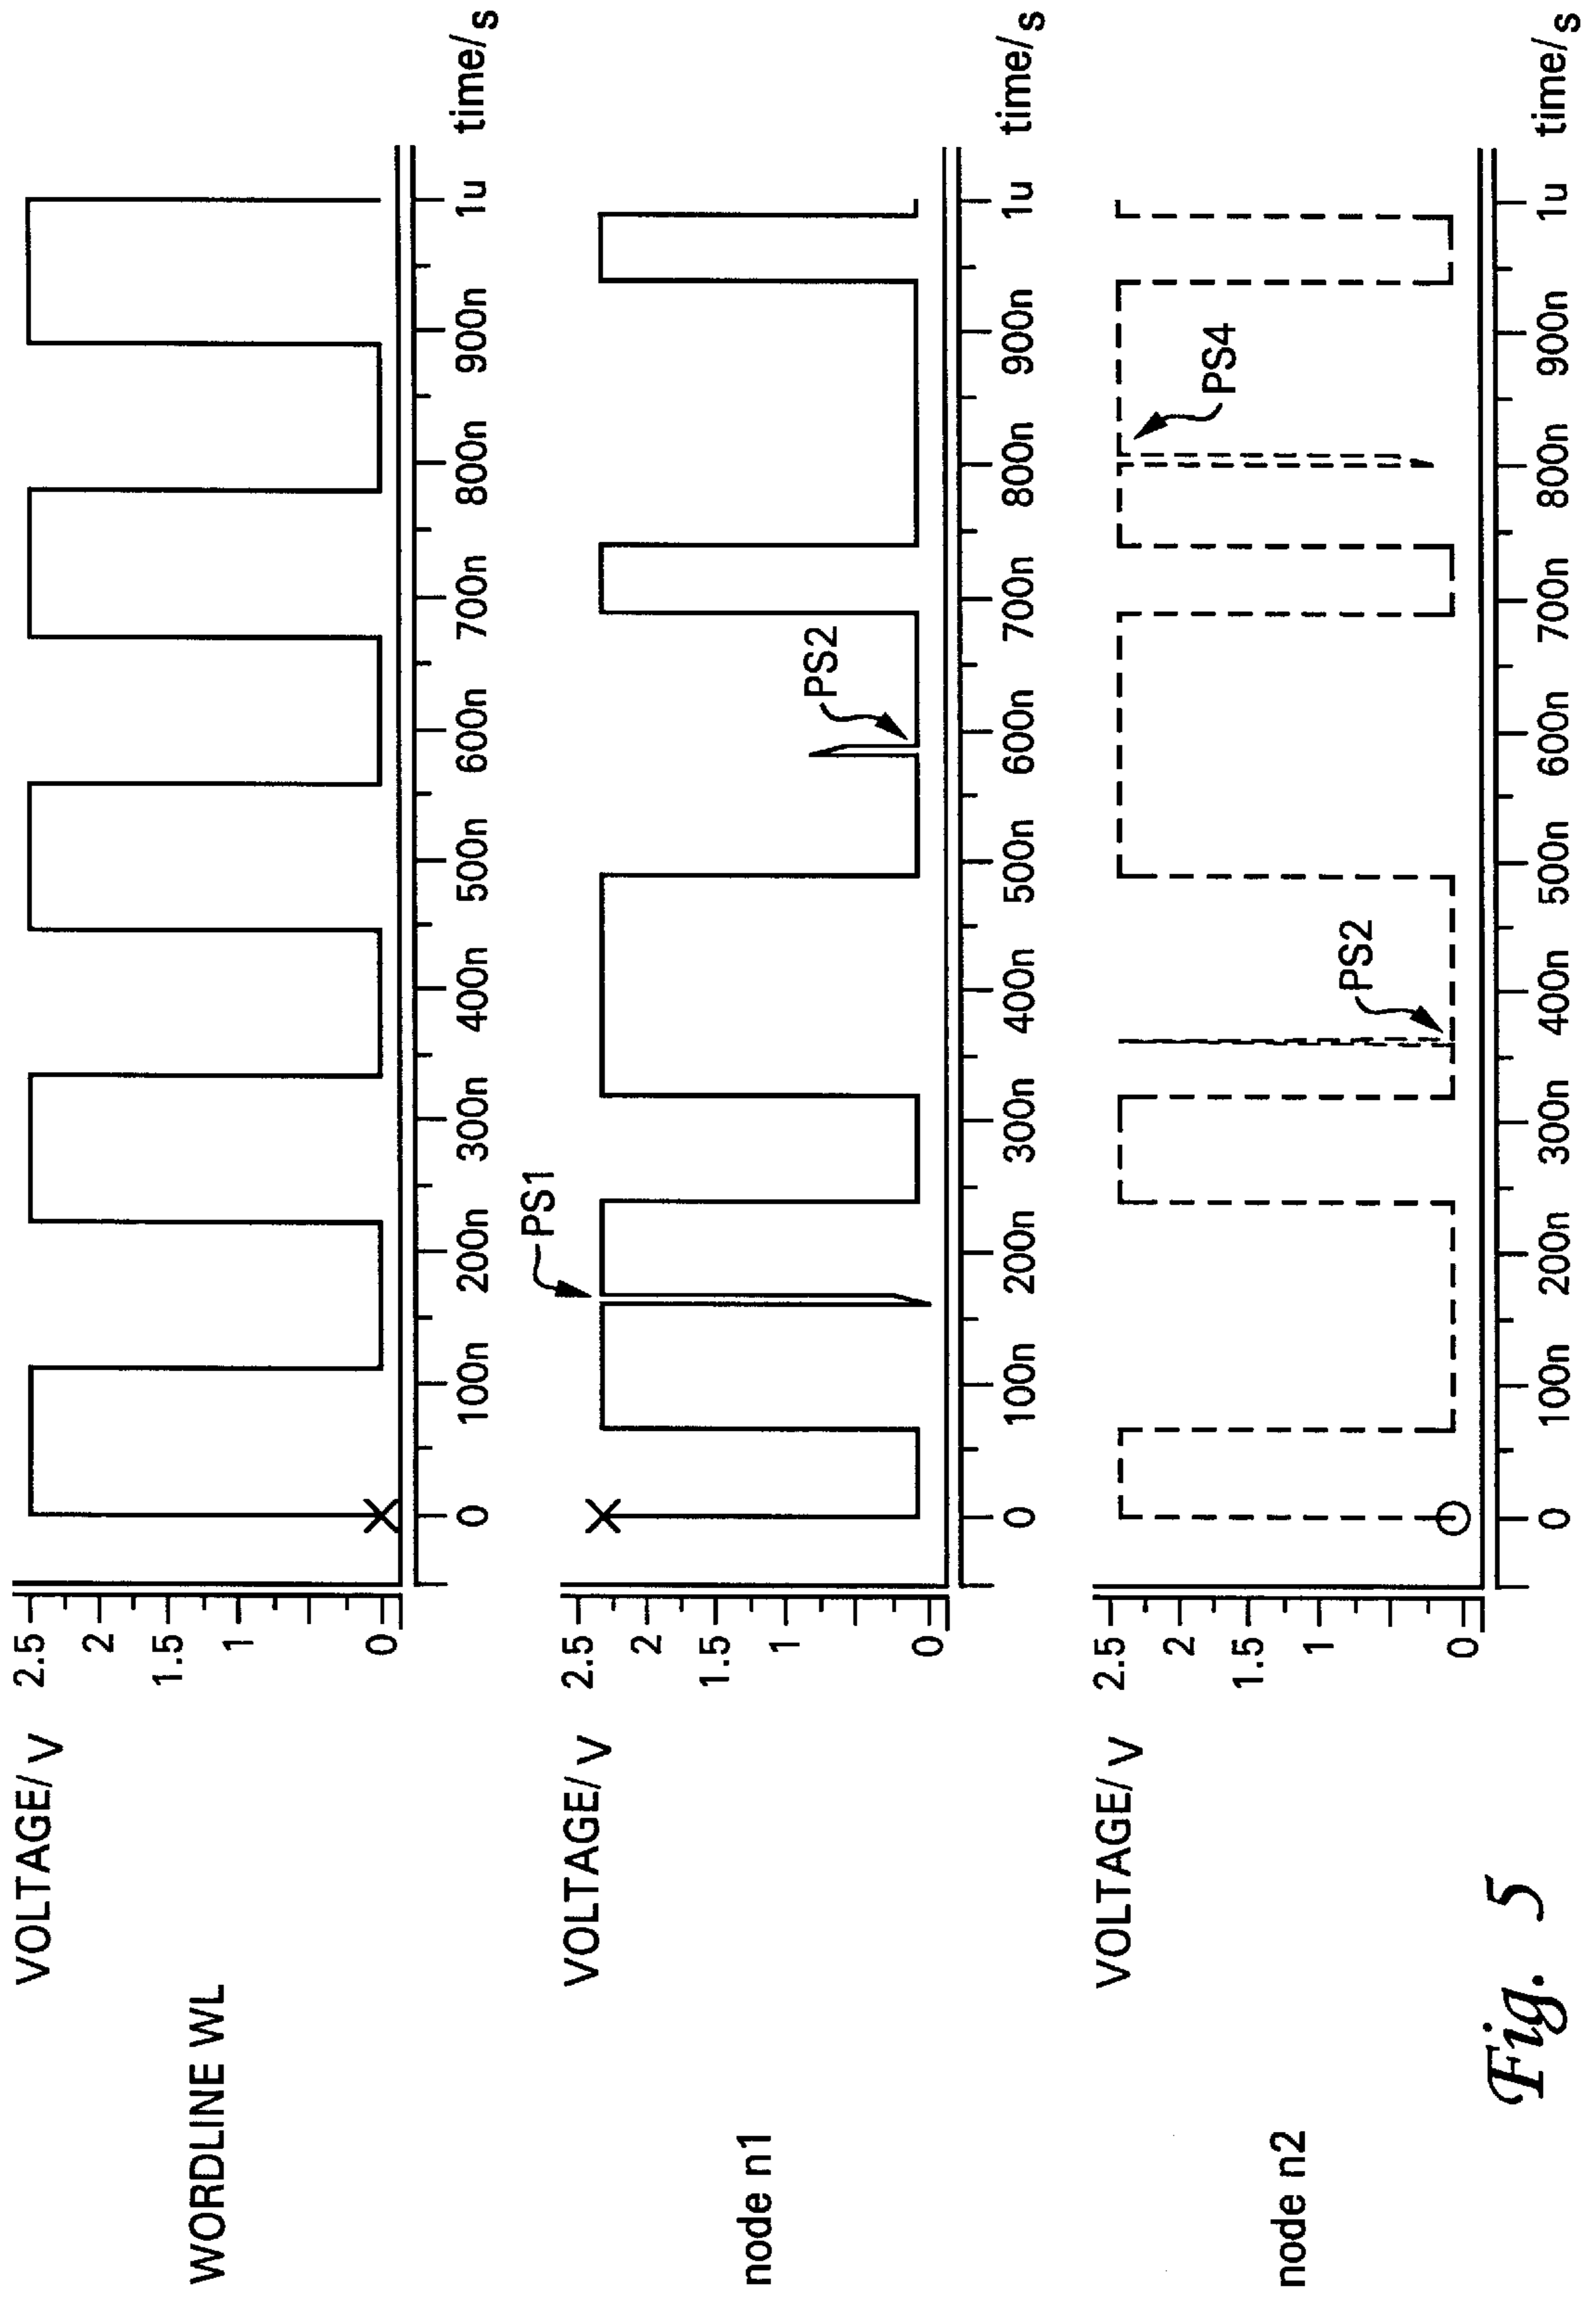 VOLTAGE/V
2.5
2
1.5
1
0
WORDLINE WL
0
100n
200n
300n
400n
500n
600n
700n
800n
900n
1u
time/s
VOLTAGE/V
2.5
2
1.5
1
0
PS1
PS2
node n1
0
100n
200n
300n
400n
500n
600n
700n
800n
900n
1u
time/s
VOLTAGE/V
2.5
2
1.5
1
0
PS2
PS4
node n2
0
100n
200n
300n
400n
500n
600n
700n
800n
900n
1u
time/s
Fig. 5